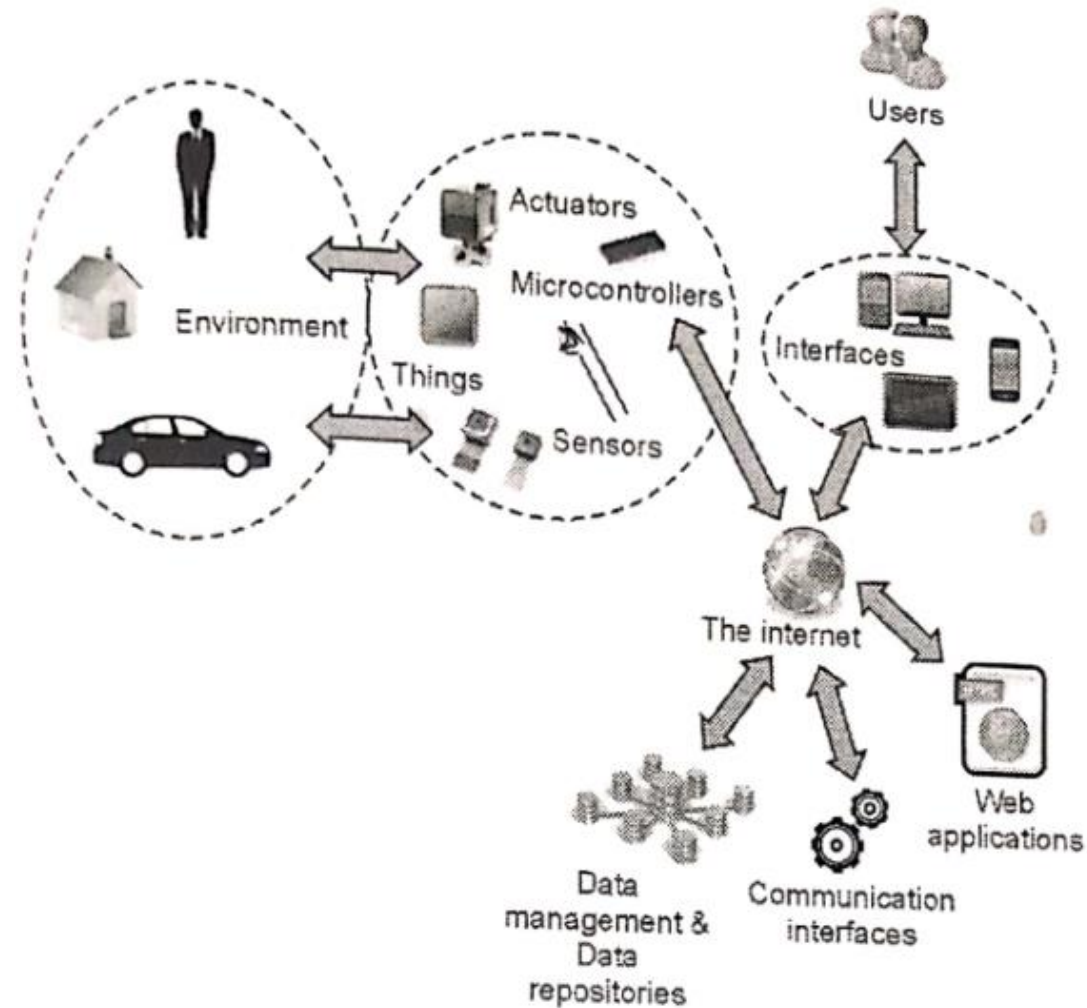 Users
Actuators
Microcontrollers
Environment
Interfaces
Things
Sensors
The internet
Web
applications
Data
management &
Data
repositories
Communication
interfaces